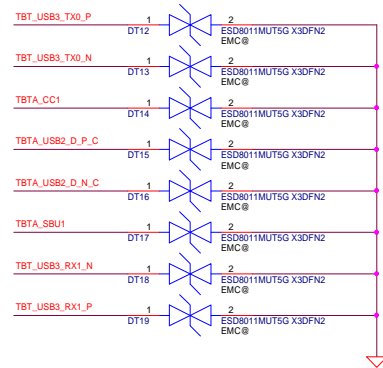 TBT_USB3_TX0_P 1 2
DT12 ESD8011MUT5G X3DFN2
EMC@
TBT_USB3_TX0_N 1 2
DT13 ESD8011MUT5G X3DFN2
EMC@
TBTA_CC1 1 2
DT14 ESD8011MUT5G X3DFN2
EMC@
TBTA_USB2_D_P_C 1 2
DT15 ESD8011MUT5G X3DFN2
EMC@
TBTA_USB2_D_N_C 1 2
DT16 ESD8011MUT5G X3DFN2
EMC@
TBTA_SBU1 1 2
DT17 ESD8011MUT5G X3DFN2
EMC@
TBT_USB3_RX1_N 1 2
DT18 ESD8011MUT5G X3DFN2
EMC@
TBT_USB3_RX1_P 1 2
DT19 ESD8011MUT5G X3DFN2
EMC@